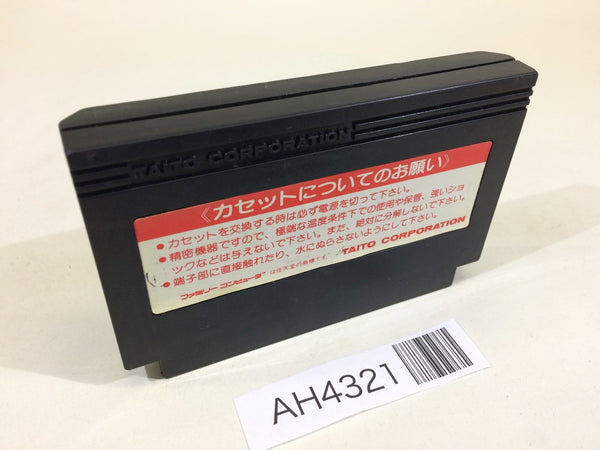 TAITO CORPORATION
《カセットについてのお願い》
●カセットを交換する時は必ず電源を切って下さい。
●精密機器ですので、極端な温度条件下での使用や保管、強いショ
ックなどは与えないで下さい。また、絶対に分解しないで下さい。
●端子部に直接触れたり、水にぬらさないようにして下さい。
ファミリーコンピュータ™は任天堂の商標です。 TAITO CORPORATION
AH4321